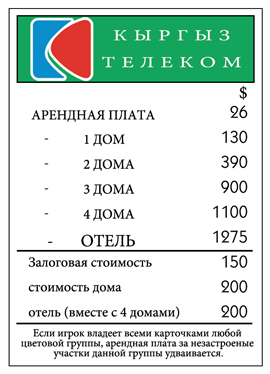 КЫРГЫЗ
ТЕЛЕКОМ
$
АРЕНДНАЯ ПЛАТА 26
- 1 ДОМ 130
- 2 ДОМА 390
- 3 ДОМА 900
- 4 ДОМА 1100
- ОТЕЛЬ 1275
Залоговая стоимость 150
стоимость дома 200
отель (вместе с 4 домами) 200
Если игрок владеет всеми карточками любой
цветовой группы, арендная плата за незастроеные
участки данной группы удваивается.